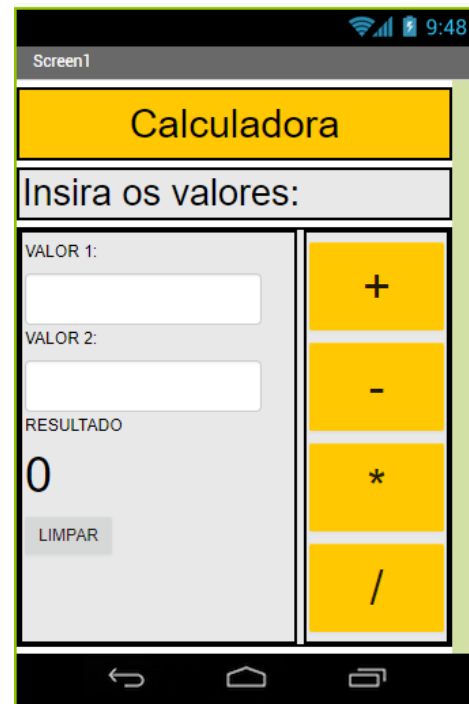 9:48
Screen1
Calculadora
Insira os valores:
VALOR 1:
VALOR 2:
RESULTADO
0
LIMPAR
+
-
*
/